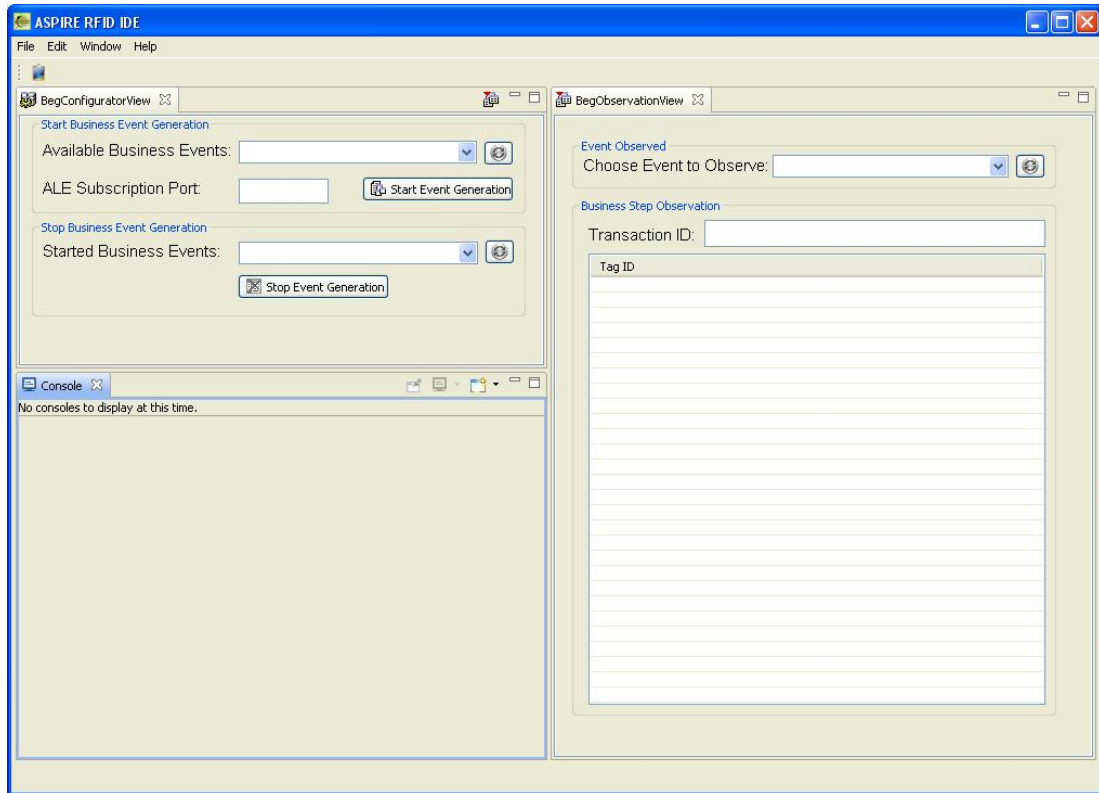 ASPIRE RFID IDE
File Edit Window Help
BegConfiguratorView
Start Business Event Generation
Available Business Events:
ALE Subscription Port:
Start Event Generation
Stop Business Event Generation
Started Business Events:
Stop Event Generation
Console
No consoles to display at this time.
BegObservationView
Event Observed
Choose Event to Observe:
Business Step Observation
Transaction ID:
Tag ID